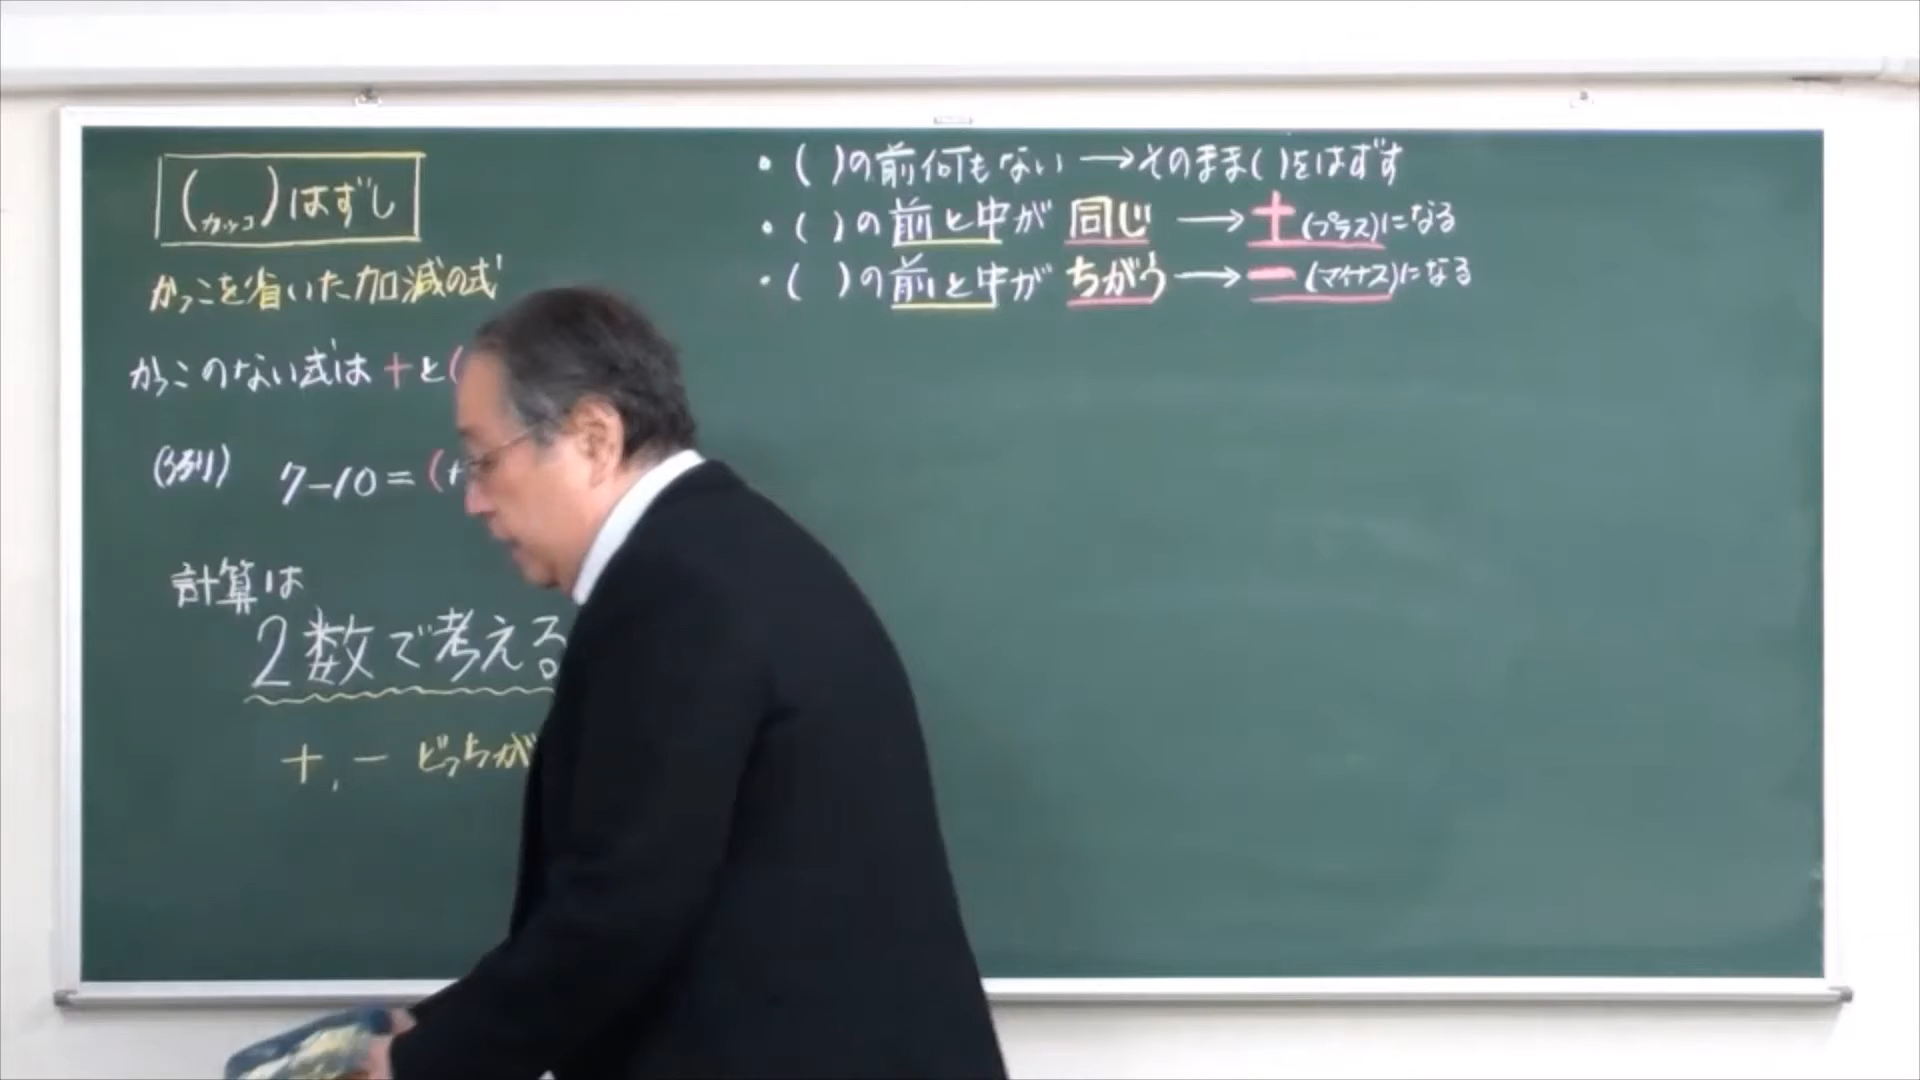 (カッコ)はずし
かっこを省いた加減の式
かっこのない式は+と(
(例) 7-10=(+
計算は
2数で考える
+,- どっちが
・( )の前何もない→そのまま( )をはずす
・( )の前と中が 同じ →+(プラス)になる
・( )の前と中が ちがう→-(マイナス)になる